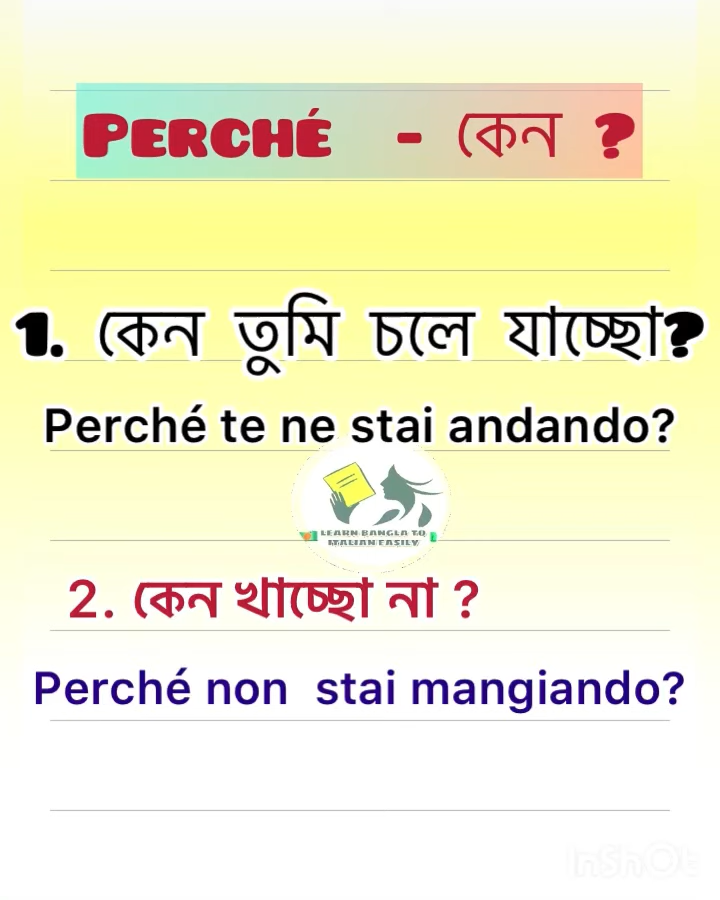 Perché - কেন ?
1. কেন তুমি চলে যাচ্ছো?
Perché te ne stai andando?
LEARN BANGLA TO
ITALIAN EASILY
2. কেন খাচ্ছো না ?
Perché non stai mangiando?
InShOt